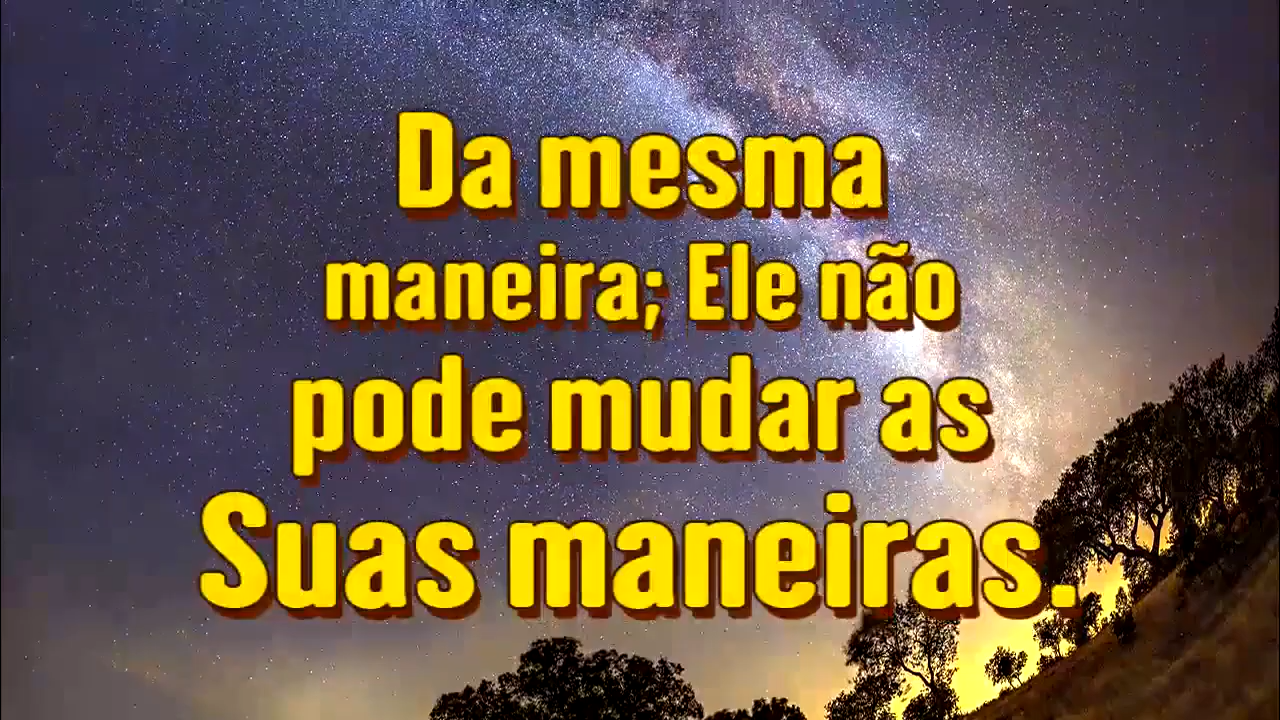 Da mesma
maneira; Ele não
pode mudar as
Suas maneiras.